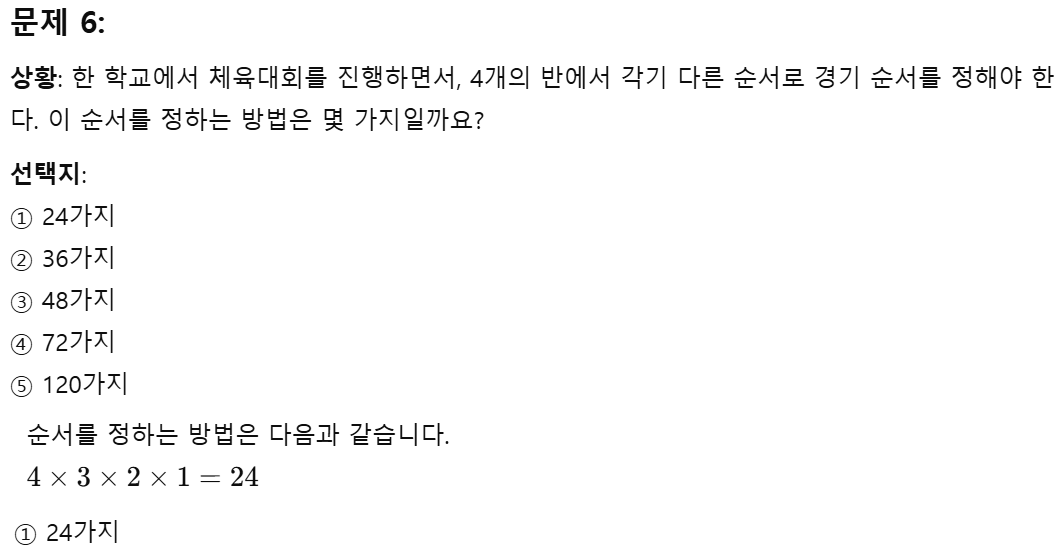 문제 6:
상황: 한 학교에서 체육대회를 진행하면서, 4개의 반에서 각기 다른 순서로 경기 순서를 정해야 한
다. 이 순서를 정하는 방법은 몇 가지일까요?
선택지:
① 24가지
② 36가지
③ 48가지
④ 72가지
⑤ 120가지
순서를 정하는 방법은 다음과 같습니다.
4 × 3 × 2 × 1 = 24
① 24가지